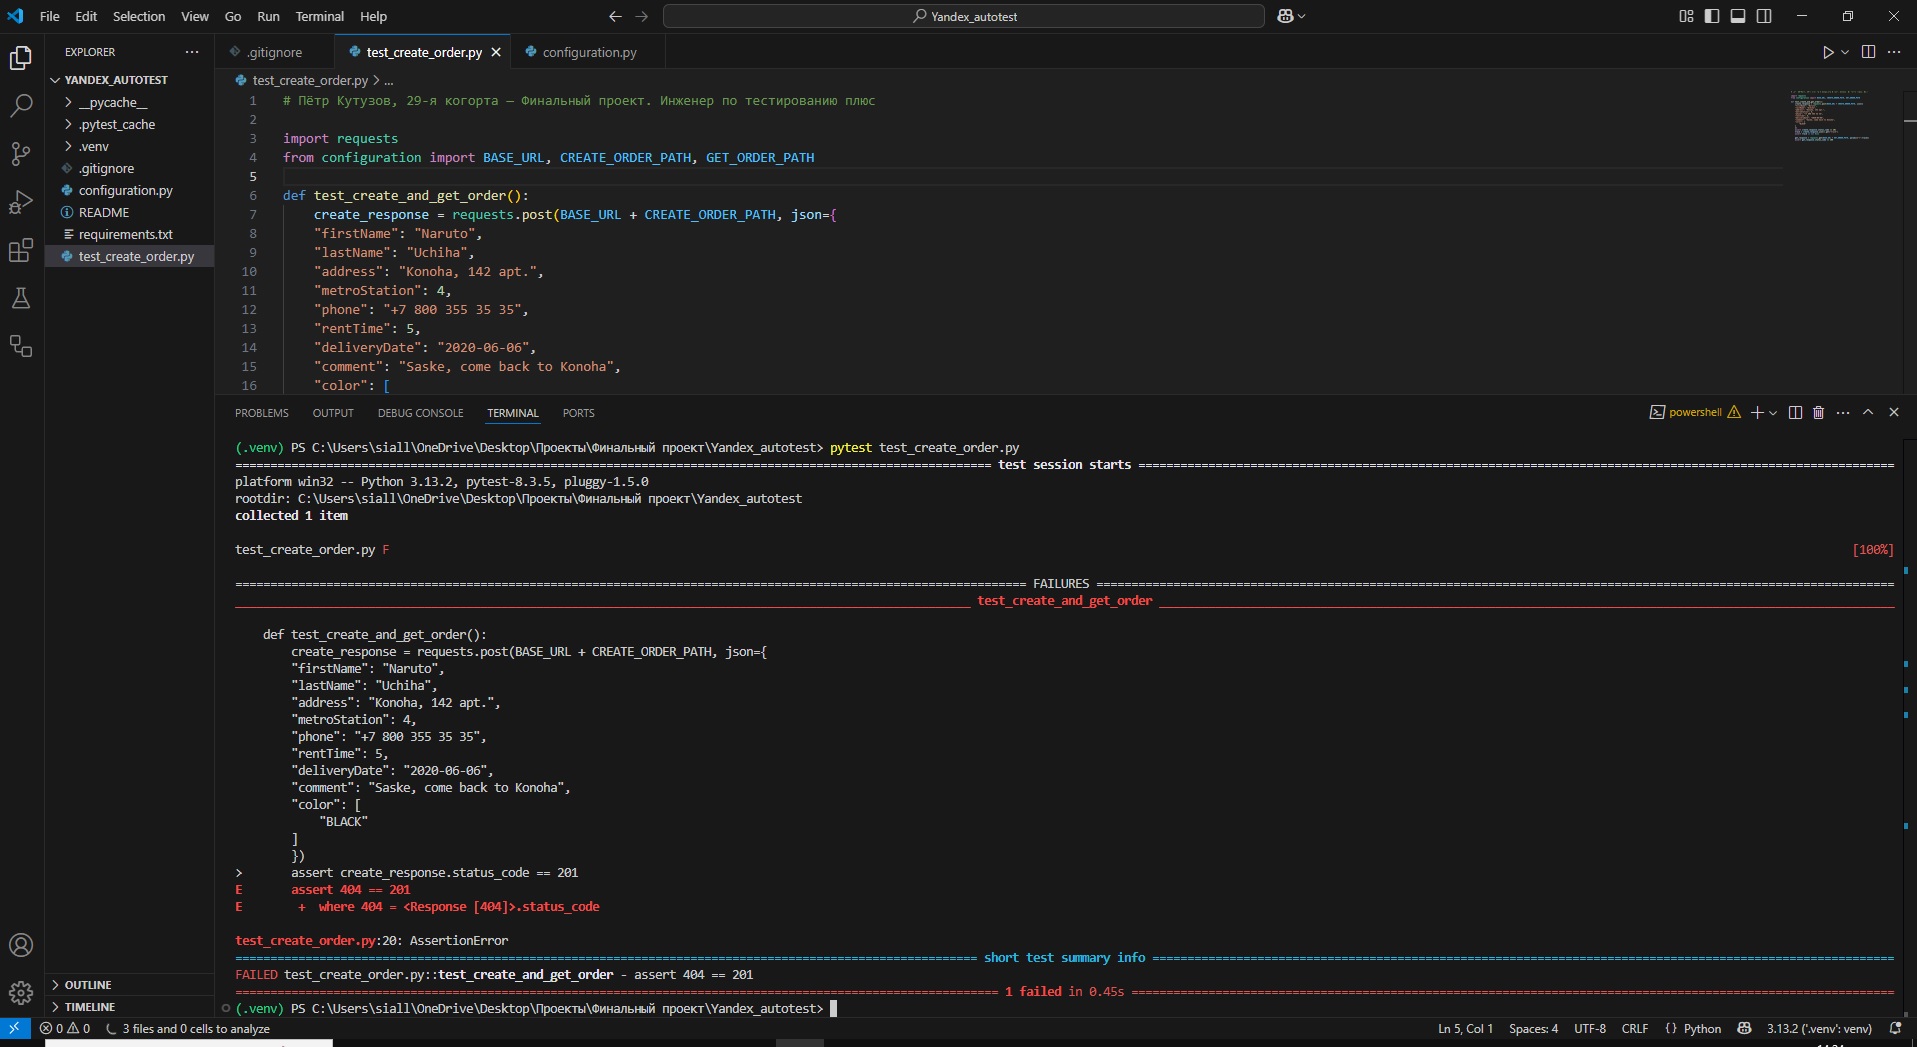 File Edit Selection View Go Run Terminal Help
Yandex_autotest
EXPLORER
YANDEX_AUTOTEST
__pycache__
.pytest_cache
.venv
.gitignore
configuration.py
README
requirements.txt
test_create_order.py
OUTLINE
TIMELINE
.gitignore test_create_order.py configuration.py
test_create_order.py > ...
1 # Пётр Кутузов, 29-я когорта — Финальный проект. Инженер по тестированию плюс
2
3 import requests
4 from configuration import BASE_URL, CREATE_ORDER_PATH, GET_ORDER_PATH
5
6 def test_create_and_get_order():
7 create_response = requests.post(BASE_URL + CREATE_ORDER_PATH, json={
8 "firstName": "Naruto",
9 "lastName": "Uchiha",
10 "address": "Konoha, 142 apt.",
11 "metroStation": 4,
12 "phone": "+7 800 355 35 35",
13 "rentTime": 5,
14 "deliveryDate": "2020-06-06",
15 "comment": "Saske, come back to Konoha",
16 "color": [
PROBLEMS OUTPUT DEBUG CONSOLE TERMINAL PORTS
powershell
(.venv) PS C:\Users\siall\OneDrive\Desktop\Проекты\Финальный проект\Yandex_autotest> pytest test_create_order.py
test session starts
platform win32 -- Python 3.13.2, pytest-8.3.5, pluggy-1.5.0
rootdir: C:\Users\siall\OneDrive\Desktop\Проекты\Финальный проект\Yandex_autotest
collected 1 item
test_create_order.py F [100%]
FAILURES
test_create_and_get_order
def test_create_and_get_order():
create_response = requests.post(BASE_URL + CREATE_ORDER_PATH, json={
"firstName": "Naruto",
"lastName": "Uchiha",
"address": "Konoha, 142 apt.",
"metroStation": 4,
"phone": "+7 800 355 35 35",
"rentTime": 5,
"deliveryDate": "2020-06-06",
"comment": "Saske, come back to Konoha",
"color": [
"BLACK"
]
})
> assert create_response.status_code == 201
E assert 404 == 201
E + where 404 = <Response [404]>.status_code
test_create_order.py:20: AssertionError
short test summary info
FAILED test_create_order.py::test_create_and_get_order - assert 404 == 201
1 failed in 0.45s
(.venv) PS C:\Users\siall\OneDrive\Desktop\Проекты\Финальный проект\Yandex_autotest>
0 0 3 files and 0 cells to analyze
Ln 5, Col 1 Spaces: 4 UTF-8 CRLF {} Python 3.13.2 ('.venv': venv)